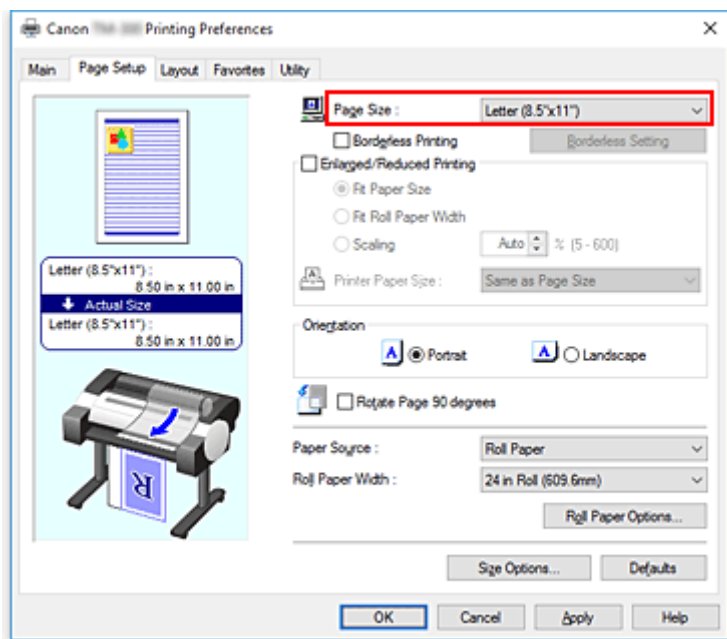 Canon Printing Preferences
Main Page Setup Layout Favorites Utility
Page Size : Letter (8.5"x11")
Borderless Printing Borderless Setting
Enlarged/Reduced Printing
Fit Paper Size
Fit Roll Paper Width
Scaling Auto % (5 - 600)
Printer Paper Size : Same as Page Size
Letter (8.5"x11") :
8.50 in x 11.00 in
Actual Size
Letter (8.5"x11") :
8.50 in x 11.00 in
Orientation
A Portrait A Landscape
Rotate Page 90 degrees
Paper Source : Roll Paper
Roll Paper Width : 24 in Roll (609.6mm)
Roll Paper Options...
R
Size Options... Defaults
OK Cancel Apply Help